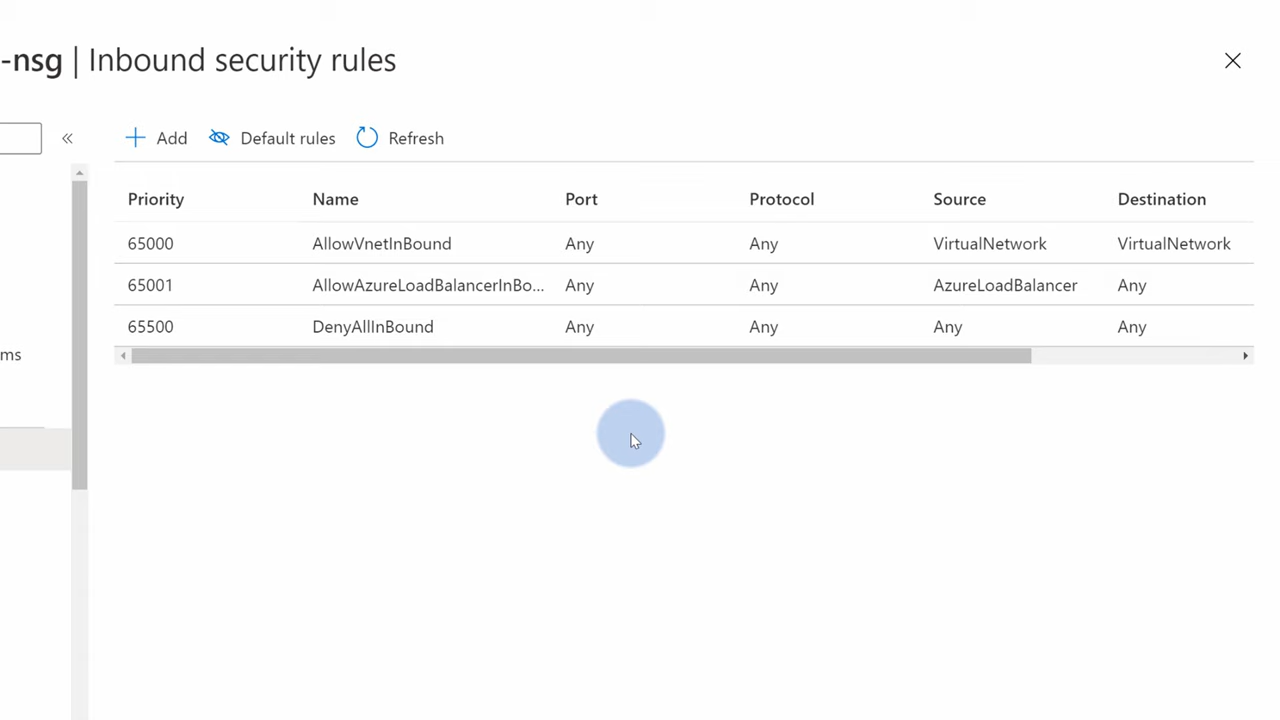 -nsg | Inbound security rules
« Add Default rules Refresh
Priority Name Port Protocol Source Destination
65000 AllowVnetInBound Any Any VirtualNetwork VirtualNetwork
65001 AllowAzureLoadBalancerInBo... Any Any AzureLoadBalancer Any
65500 DenyAllInBound Any Any Any Any
ms